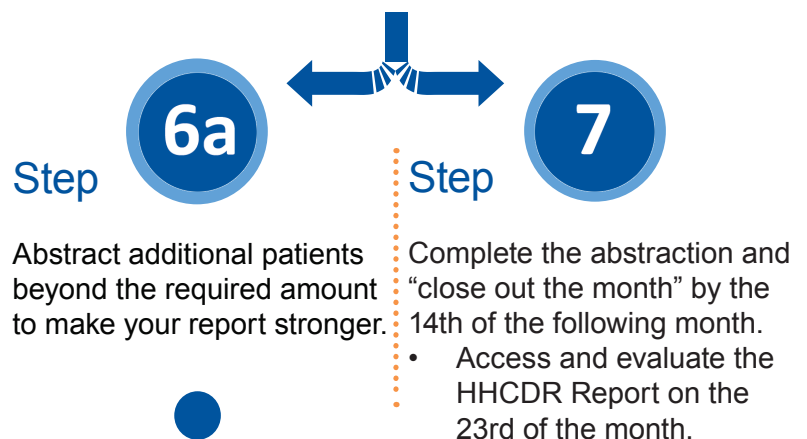 6a
Step
Abstract additional patients
beyond the required amount
to make your report stronger.
7
Step
Complete the abstraction and
“close out the month” by the
14th of the following month.
• Access and evaluate the
HHCDR Report on the
23rd of the month.